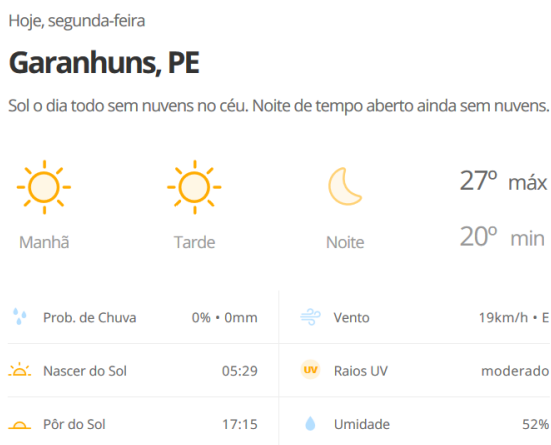 Hoje, segunda-feira
Garanhuns, PE
Sol o dia todo sem nuvens no céu. Noite de tempo aberto ainda sem nuvens.
27º máx
Manhã Tarde Noite 20º min
Prob. de Chuva 0% • 0mm Vento 19km/h • E
Nascer do Sol 05:29 UV Raios UV moderado
Pôr do Sol 17:15 Umidade 52%